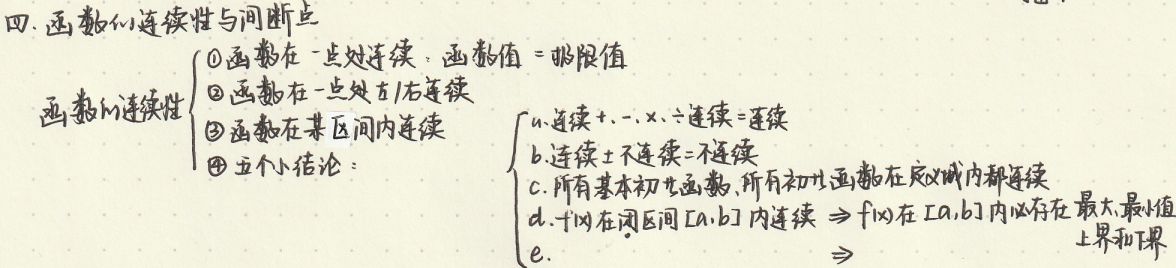 四.函数的连续性与间断点
函数的连续性
①函数在一点处连续:函数值=极限值
②函数在一点处左/右连续
③函数在某区间内连续
④五个小结论:
a.连续+.-.×.÷连续=连续
b.连续±不连续=不连续
c.所有基本初等函数、所有初等函数在定义域内都连续
d.f(x)在闭区间[a,b]内连续 ⇒ f(x)在[a,b]内必存在最大、最小值
上界和下界
e. ⇒